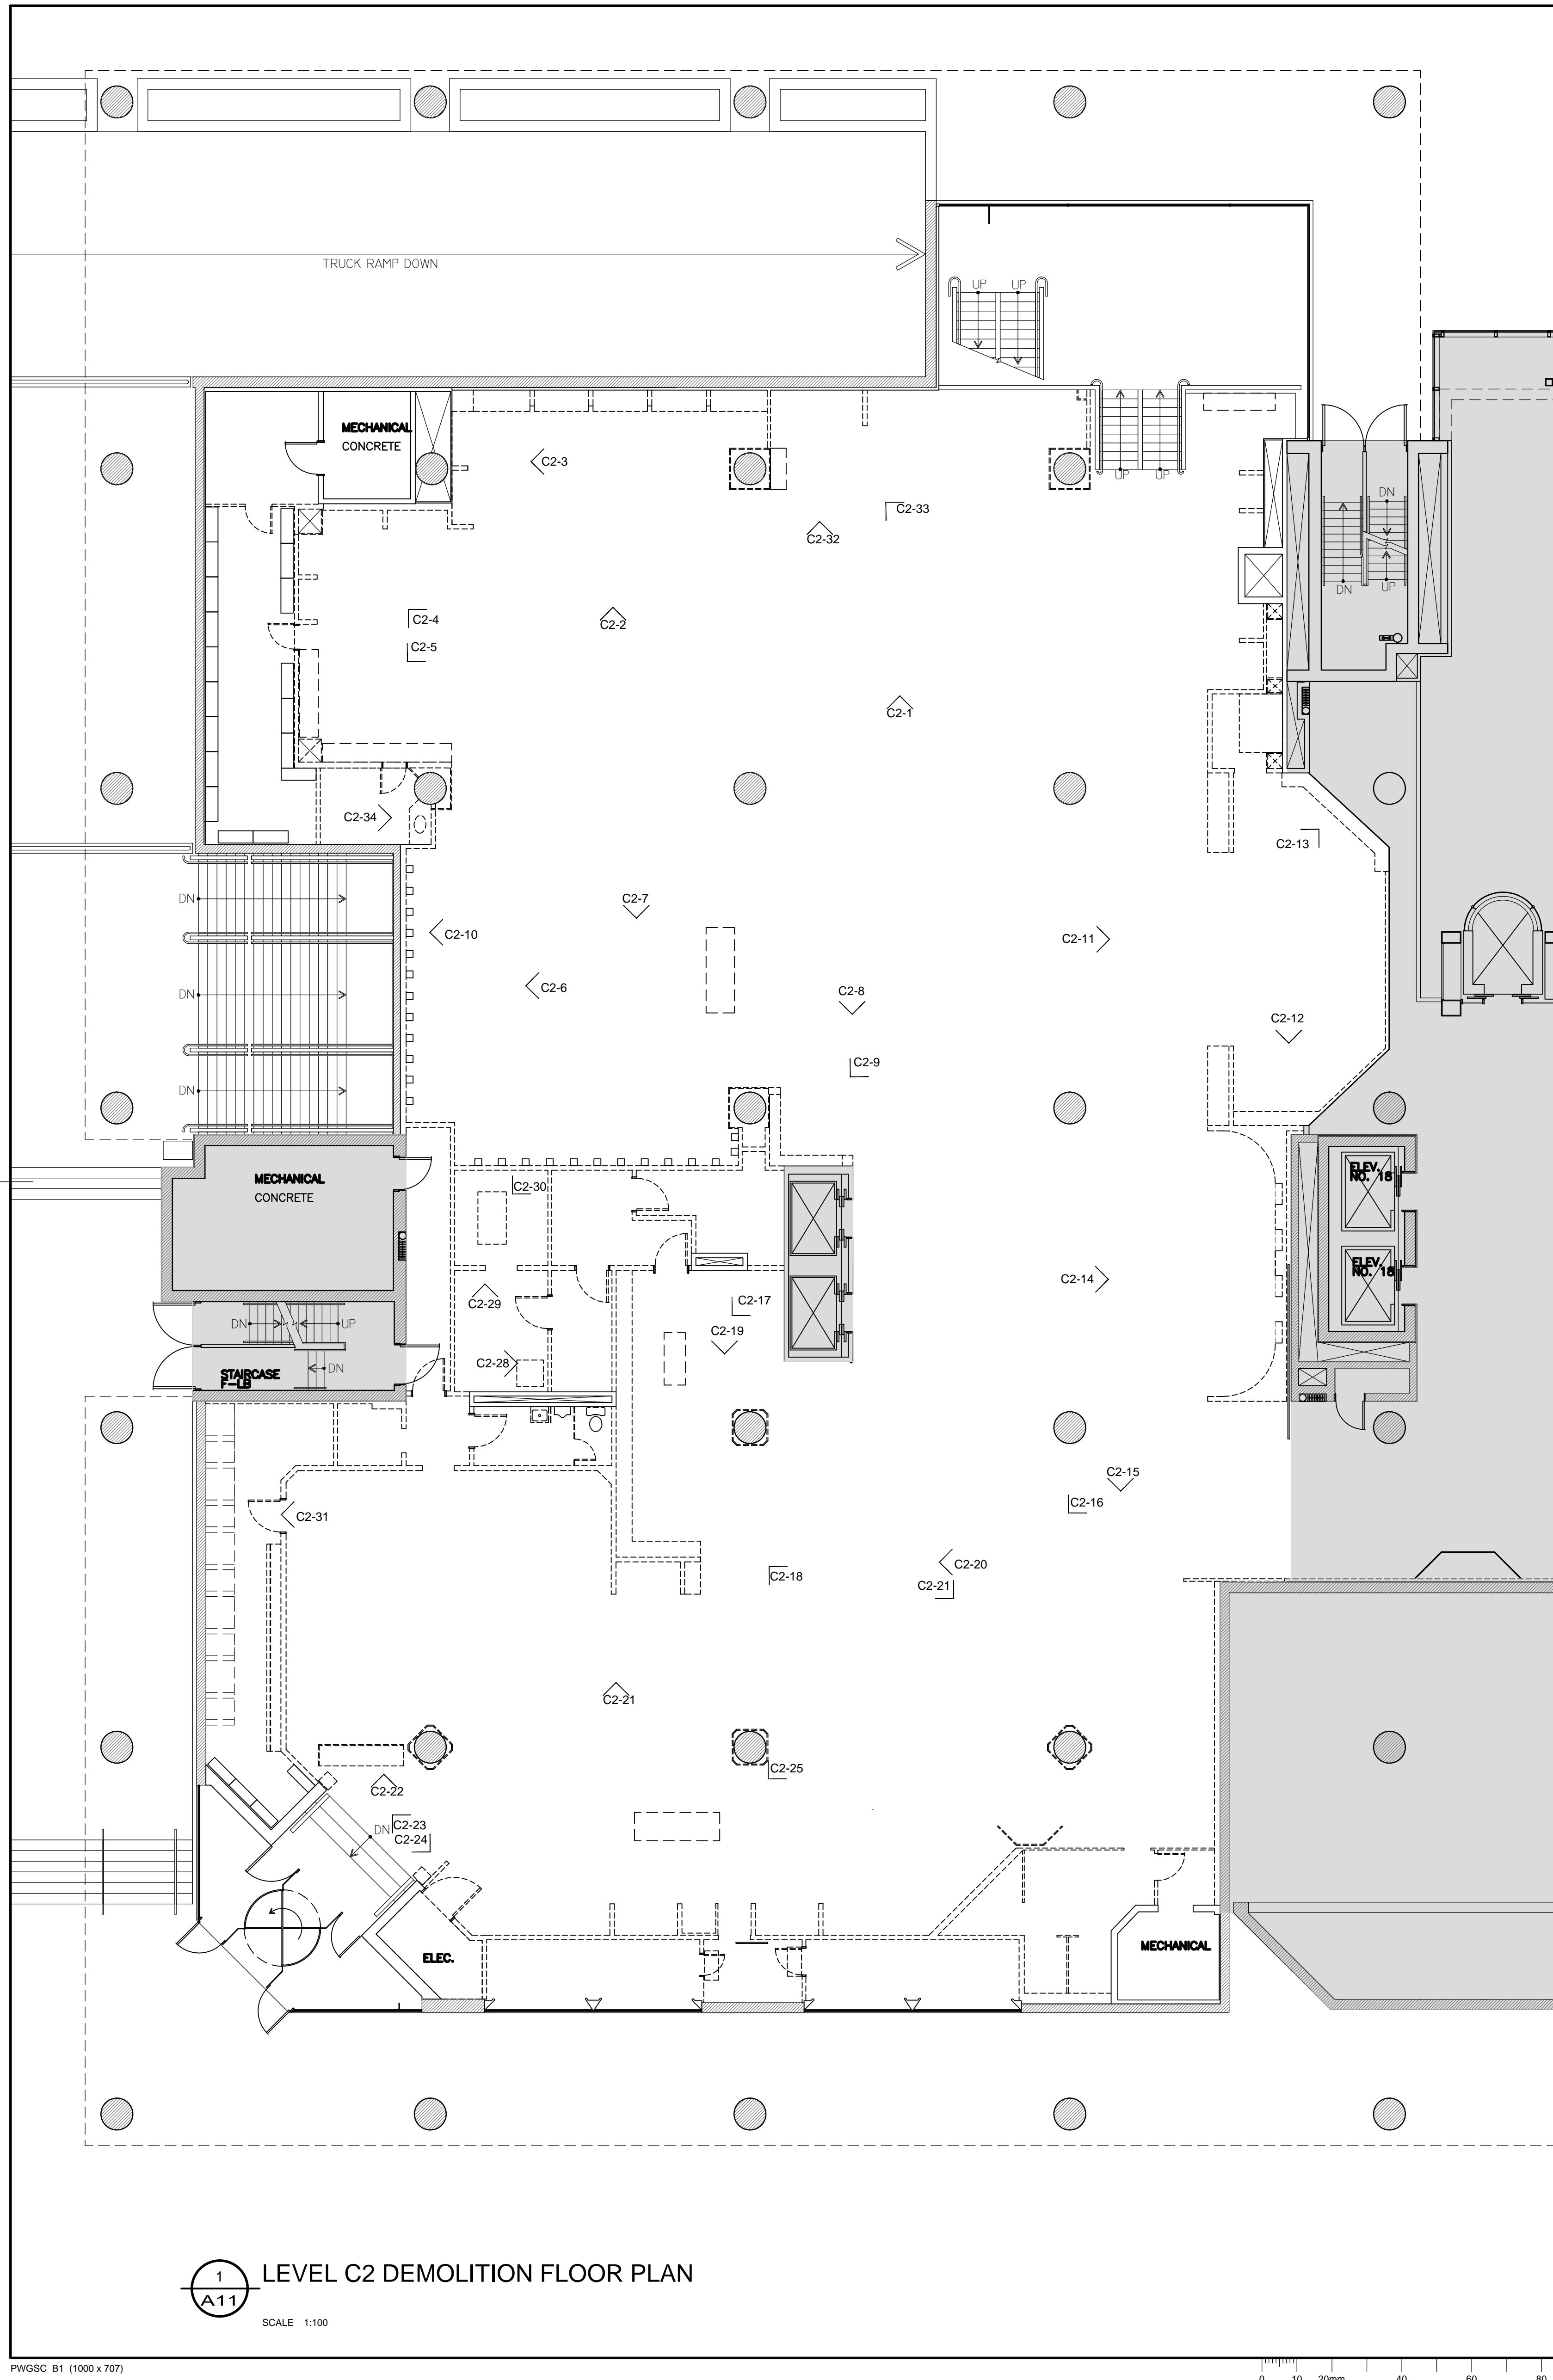 TRUCK RAMP DOWN
UP UP
MECHANICAL
CONCRETE
C2-3
UP UP
DN
C2-33
C2-32
DN UP
C2-4
C2-2
C2-5
C2-1
C2-34
C2-13
DN
C2-7
C2-10
C2-11
C2-6
C2-8
DN
C2-12
C2-9
DN
ELEV.
NO. 18
MECHANICAL
C2-30
CONCRETE
ELEV.
NO. 18
C2-14
C2-29
C2-17
DN UP
C2-19
C2-28
DN
STAIRCASE
F-LB
C2-15
C2-16
C2-31
C2-20
C2-18
C2-21
C2-21
C2-25
C2-22
DN
C2-23
C2-24
ELEC.
MECHANICAL
1
A11
LEVEL C2 DEMOLITION FLOOR PLAN
SCALE 1:100
PWGSC B1 (1000 x 707)
0 10 20mm 40 60 80